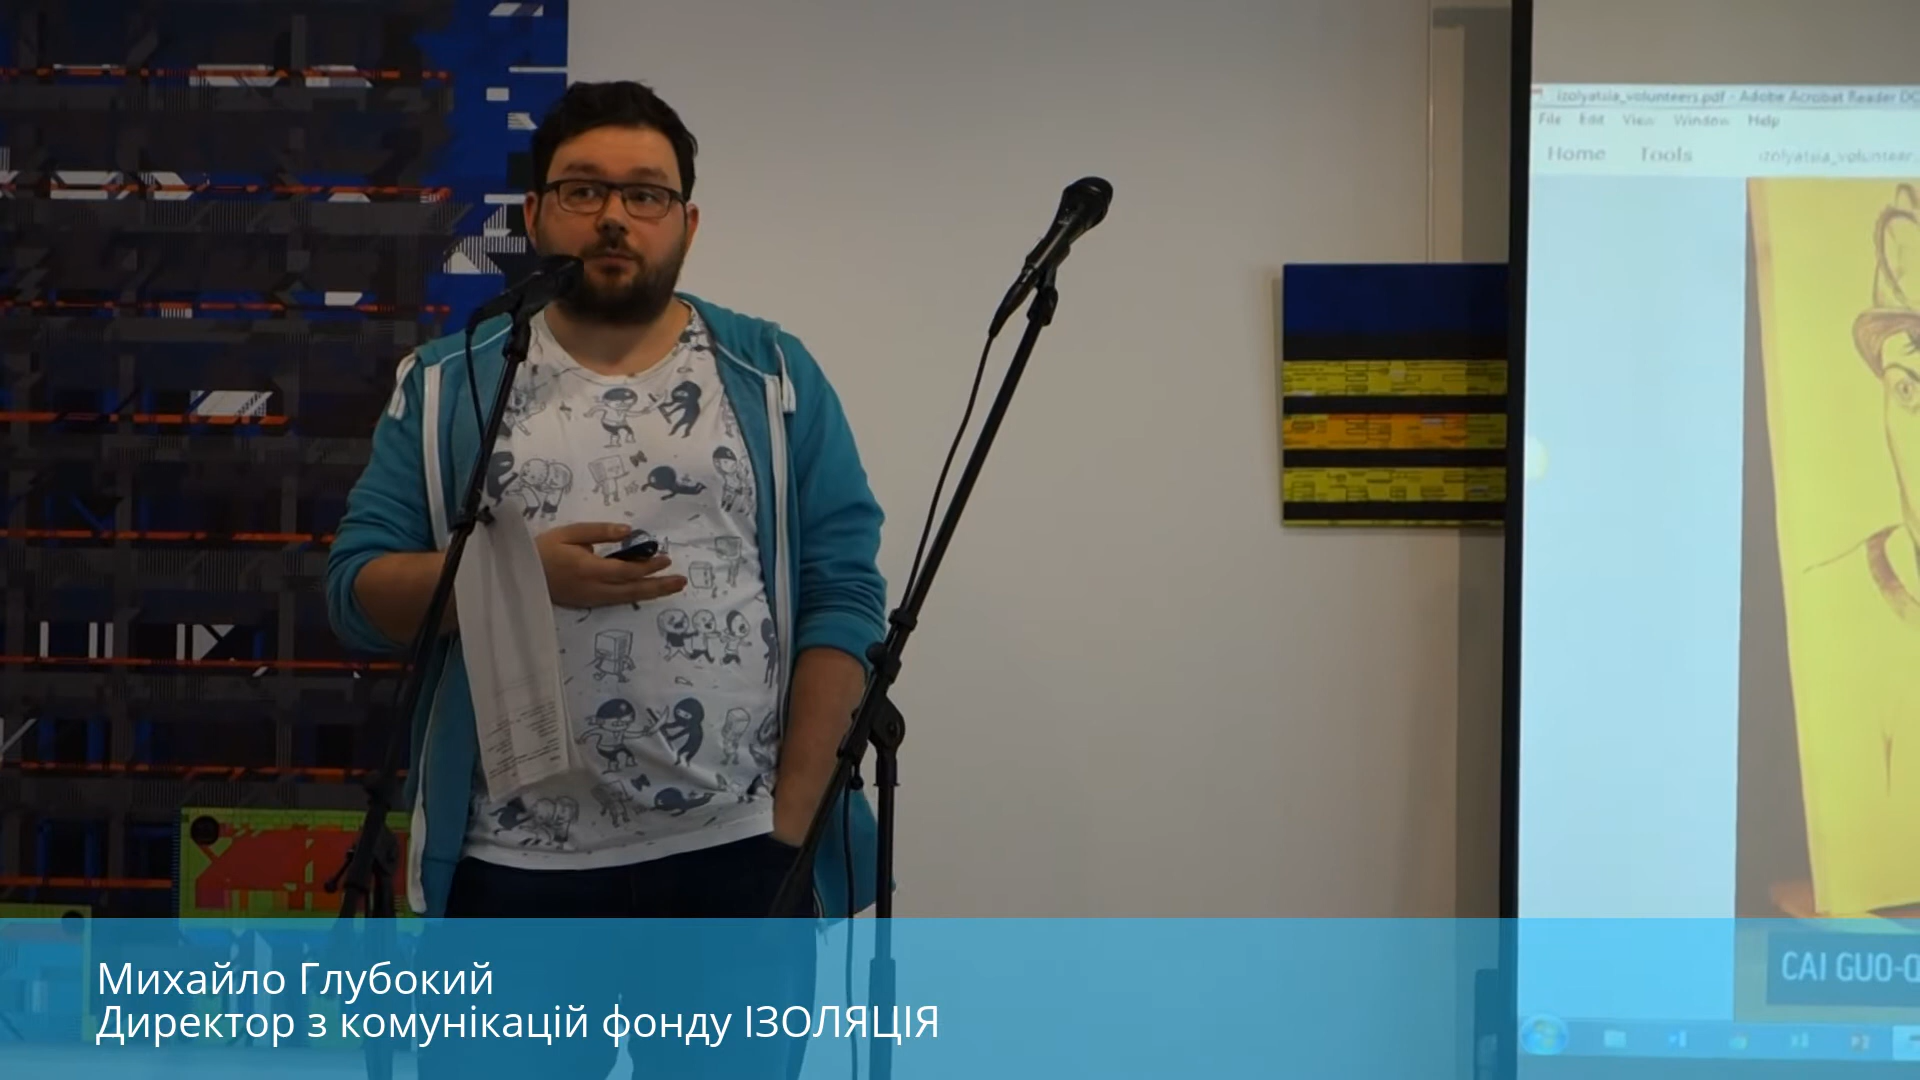 izolyatsia_volunteers.pdf - Adobe Acrobat Reader DC
File Edit View Window Help
Home Tools izolyatsia_volunteer...
CAI GUO-Q
Михайло Глубокий
Директор з комунікацій фонду ІЗОЛЯЦІЯ